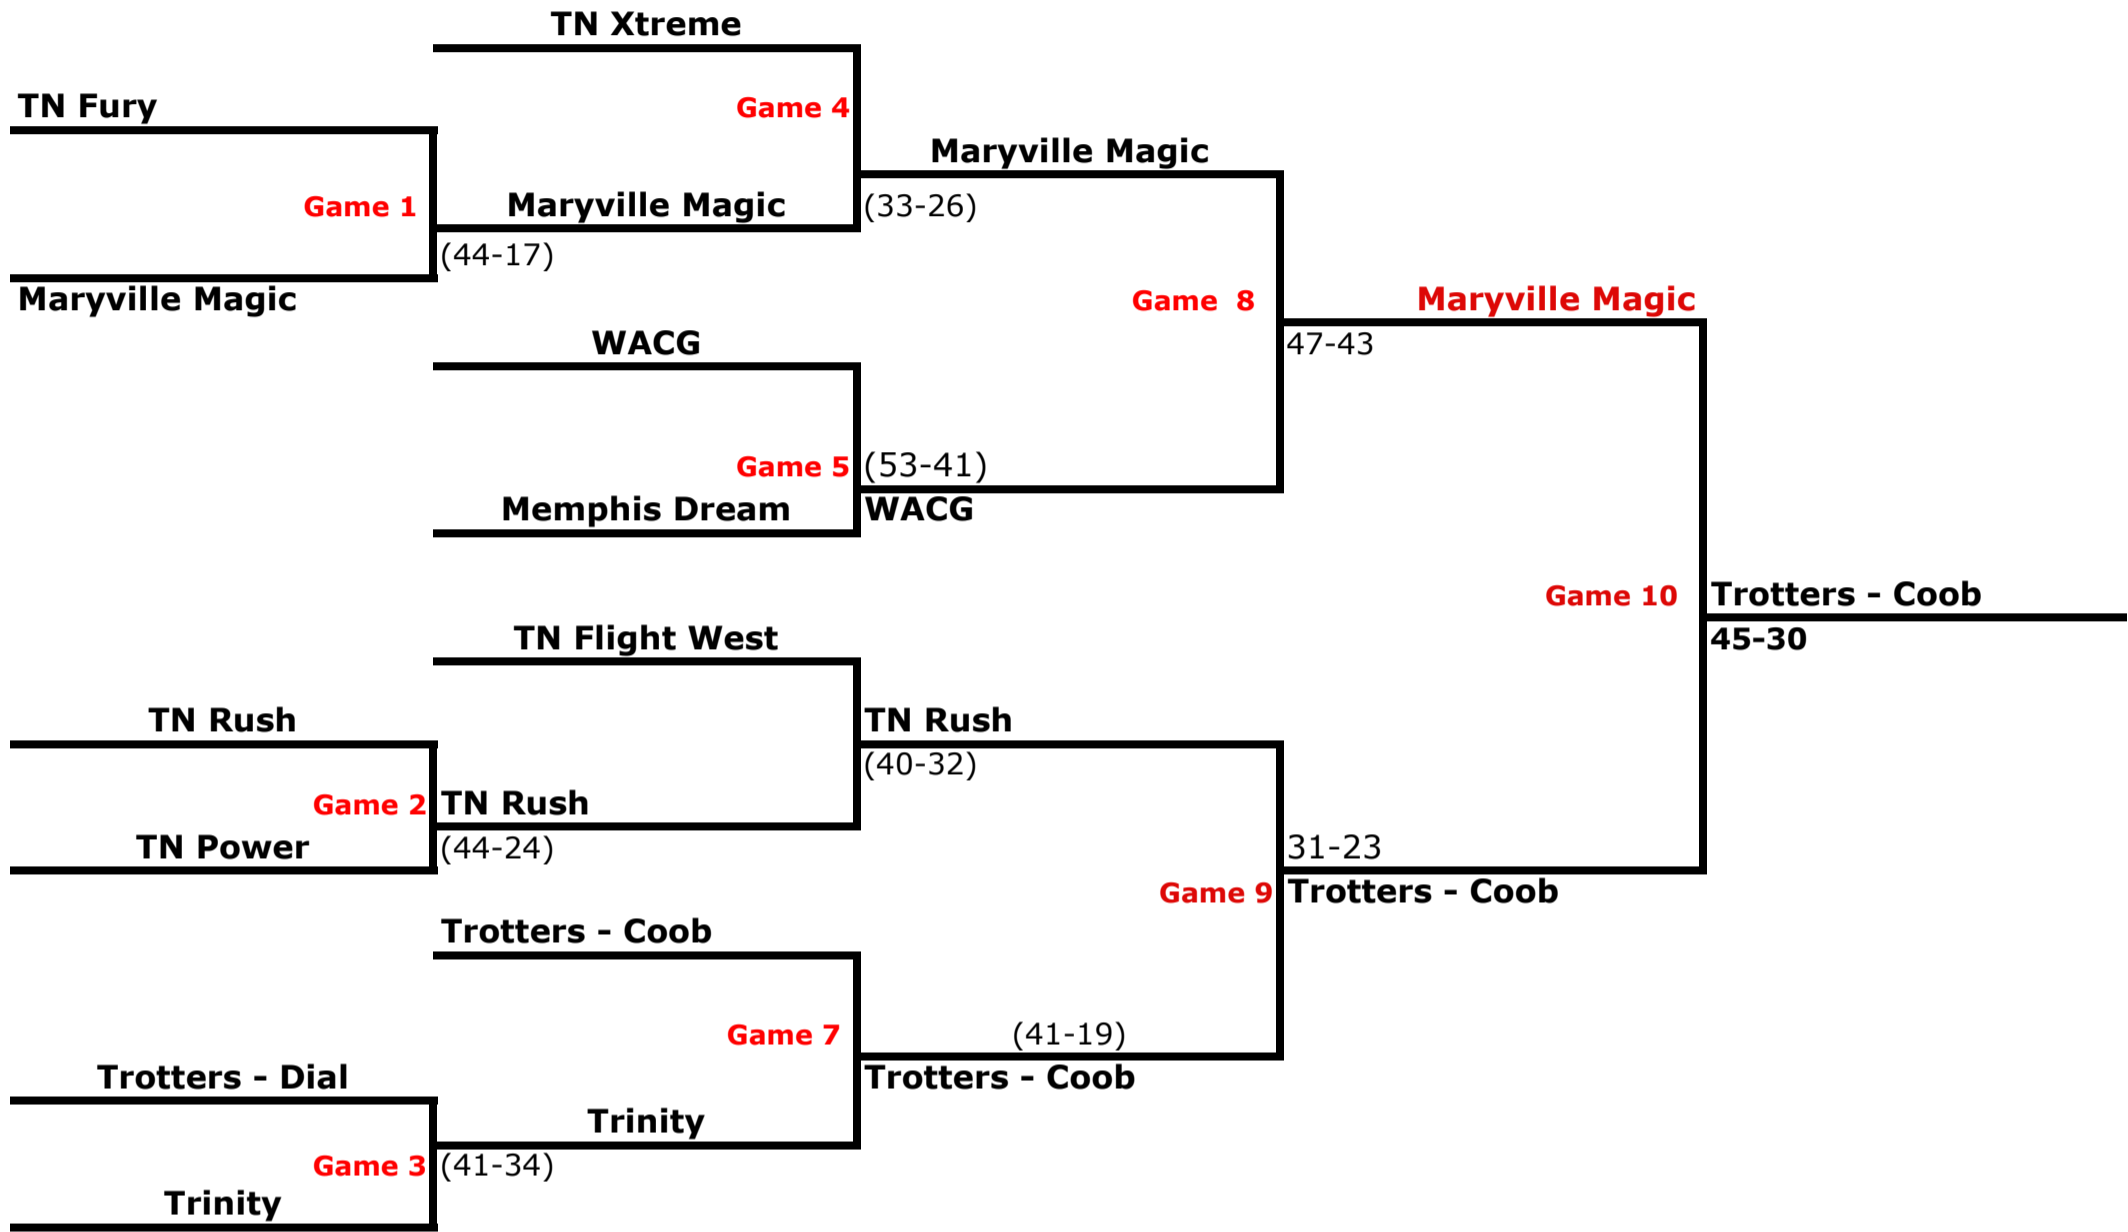 TN Xtreme
TN Fury
Game 4
Maryville Magic
Game 1
Maryville Magic
(33-26)
(44-17)
Maryville Magic
Game  8
Maryville Magic
WACG
47-43
Game 5
(53-41)
Memphis Dream
WACG
Game 10
Trotters - Coob
TN Flight West
45-30
TN Rush
TN Rush
(40-32)
Game 2
TN Rush
TN Power
(44-24)
31-23
Game 9
Trotters - Coob
Trotters - Coob
Game 7
(41-19)
Trotters - Dial
Trotters - Coob
Trinity
Game 3
(41-34)
Trinity